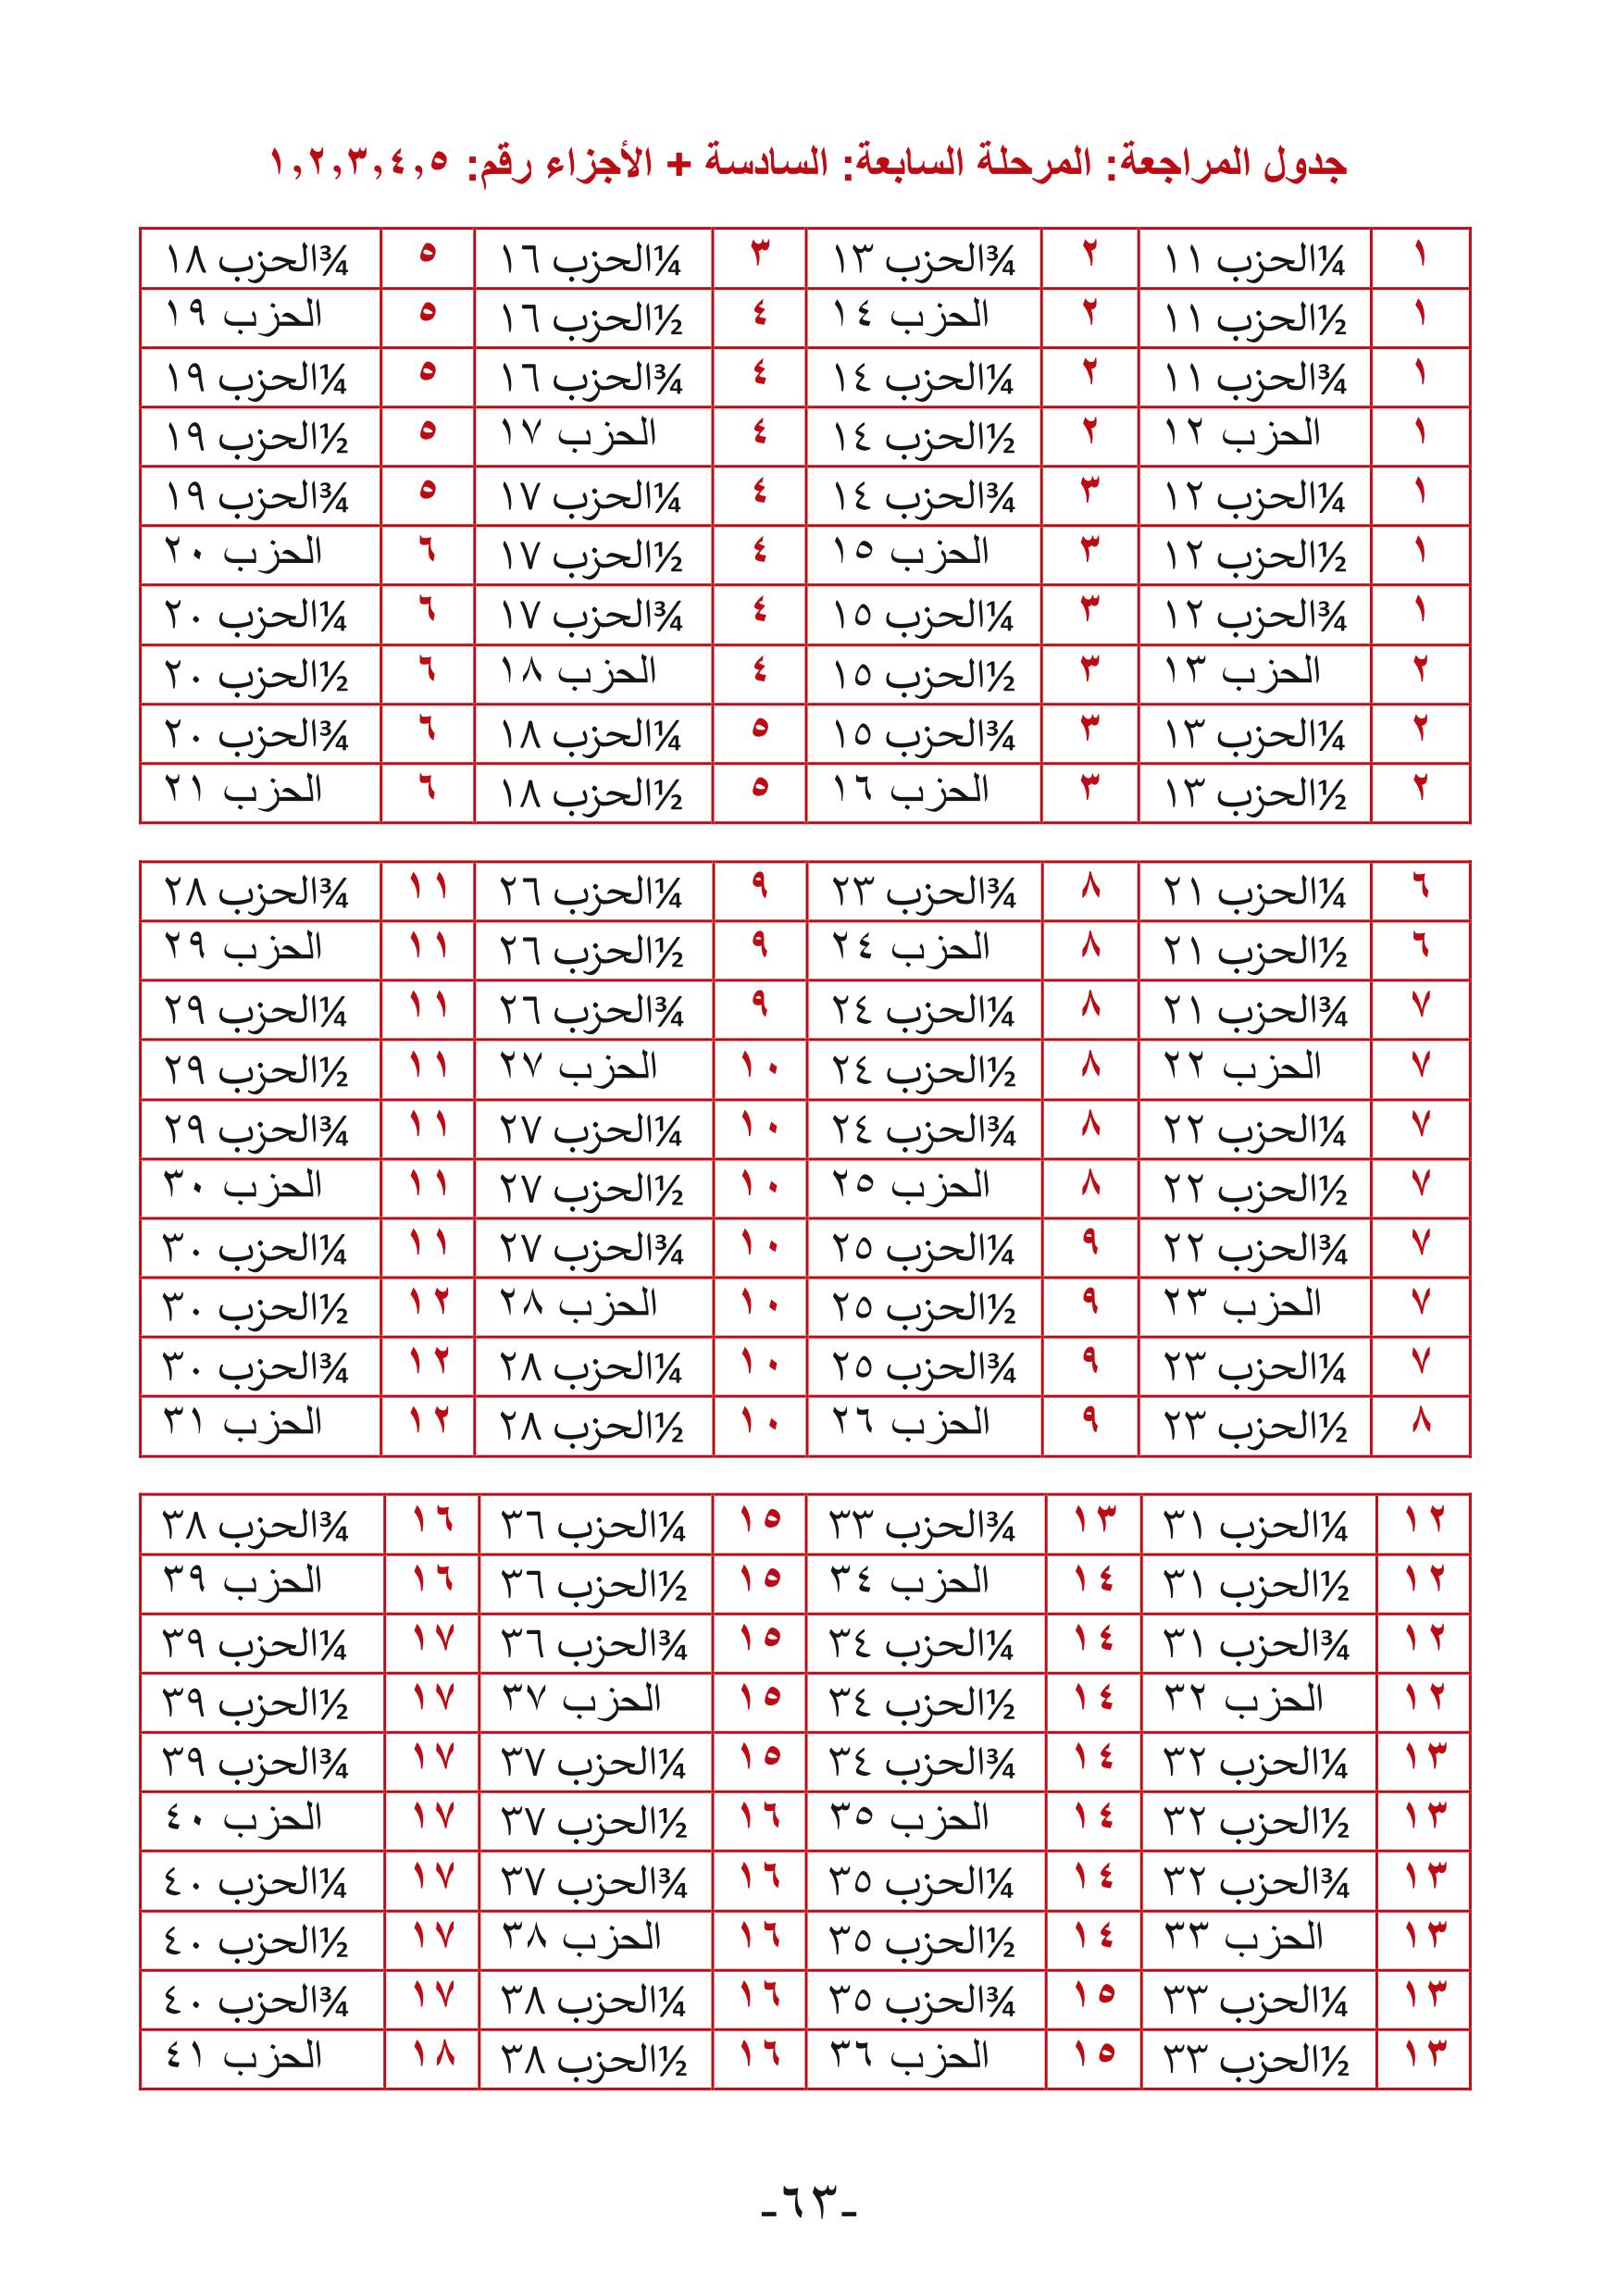 جدول المراجعة: المرحلة السابعة: السادسة + الأجزاء رقم: ١,٢,٣,٤,٥
١ ¼الحزب ١١ ٢ ¾الحزب ١٣ ٣ ¼الحزب ١٦ ٥ ¾الحزب ١٨
١ ½الحزب ١١ ٢ الحزب ١٤ ٤ ½الحزب ١٦ ٥ الحزب ١٩
١ ¾الحزب ١١ ٢ ¼الحزب ١٤ ٤ ¾الحزب ١٦ ٥ ¼الحزب ١٩
١ الحزب ١٢ ٢ ½الحزب ١٤ ٤ الحزب ١٧ ٥ ½الحزب ١٩
١ ¼الحزب ١٢ ٣ ¾الحزب ١٤ ٤ ¼الحزب ١٧ ٥ ¾الحزب ١٩
١ ½الحزب ١٢ ٣ الحزب ١٥ ٤ ½الحزب ١٧ ٦ الحزب ٢٠
١ ¾الحزب ١٢ ٣ ¼الحزب ١٥ ٤ ¾الحزب ١٧ ٦ ¼الحزب ٢٠
٢ الحزب ١٣ ٣ ½الحزب ١٥ ٤ الحزب ١٨ ٦ ½الحزب ٢٠
٢ ¼الحزب ١٣ ٣ ¾الحزب ١٥ ٥ ¼الحزب ١٨ ٦ ¾الحزب ٢٠
٢ ½الحزب ١٣ ٣ الحزب ١٦ ٥ ½الحزب ١٨ ٦ الحزب ٢١
٦ ¼الحزب ٢١ ٨ ¾الحزب ٢٣ ٩ ¼الحزب ٢٦ ١١ ¾الحزب ٢٨
٦ ½الحزب ٢١ ٨ الحزب ٢٤ ٩ ½الحزب ٢٦ ١١ الحزب ٢٩
٧ ¾الحزب ٢١ ٨ ¼الحزب ٢٤ ٩ ¾الحزب ٢٦ ١١ ¼الحزب ٢٩
٧ الحزب ٢٢ ٨ ½الحزب ٢٤ ١٠ الحزب ٢٧ ١١ ½الحزب ٢٩
٧ ¼الحزب ٢٢ ٨ ¾الحزب ٢٤ ١٠ ¼الحزب ٢٧ ١١ ¾الحزب ٢٩
٧ ½الحزب ٢٢ ٨ الحزب ٢٥ ١٠ ½الحزب ٢٧ ١١ الحزب ٣٠
٧ ¾الحزب ٢٢ ٩ ¼الحزب ٢٥ ١٠ ¾الحزب ٢٧ ١١ ¼الحزب ٣٠
٧ الحزب ٢٣ ٩ ½الحزب ٢٥ ١٠ الحزب ٢٨ ١٢ ½الحزب ٣٠
٧ ¼الحزب ٢٣ ٩ ¾الحزب ٢٥ ١٠ ¼الحزب ٢٨ ١٢ ¾الحزب ٣٠
٨ ½الحزب ٢٣ ٩ الحزب ٢٦ ١٠ ½الحزب ٢٨ ١٢ الحزب ٣١
١٢ ¼الحزب ٣١ ١٣ ¾الحزب ٣٣ ١٥ ¼الحزب ٣٦ ١٦ ¾الحزب ٣٨
١٢ ½الحزب ٣١ ١٤ الحزب ٣٤ ١٥ ½الحزب ٣٦ ١٦ الحزب ٣٩
١٢ ¾الحزب ٣١ ١٤ ¼الحزب ٣٤ ١٥ ¾الحزب ٣٦ ١٧ ¼الحزب ٣٩
١٢ الحزب ٣٢ ١٤ ½الحزب ٣٤ ١٥ الحزب ٣٧ ١٧ ½الحزب ٣٩
١٣ ¼الحزب ٣٢ ١٤ ¾الحزب ٣٤ ١٥ ¼الحزب ٣٧ ١٧ ¾الحزب ٣٩
١٣ ½الحزب ٣٢ ١٤ الحزب ٣٥ ١٦ ½الحزب ٣٧ ١٧ الحزب ٤٠
١٣ ¾الحزب ٣٢ ١٤ ¼الحزب ٣٥ ١٦ ¾الحزب ٣٧ ١٧ ¼الحزب ٤٠
١٣ الحزب ٣٣ ١٤ ½الحزب ٣٥ ١٦ الحزب ٣٨ ١٧ ½الحزب ٤٠
١٣ ¼الحزب ٣٣ ١٥ ¾الحزب ٣٥ ١٦ ¼الحزب ٣٨ ١٧ ¾الحزب ٤٠
١٣ ½الحزب ٣٣ ١٥ الحزب ٣٦ ١٦ ½الحزب ٣٨ ١٨ الحزب ٤١
-٦٣-